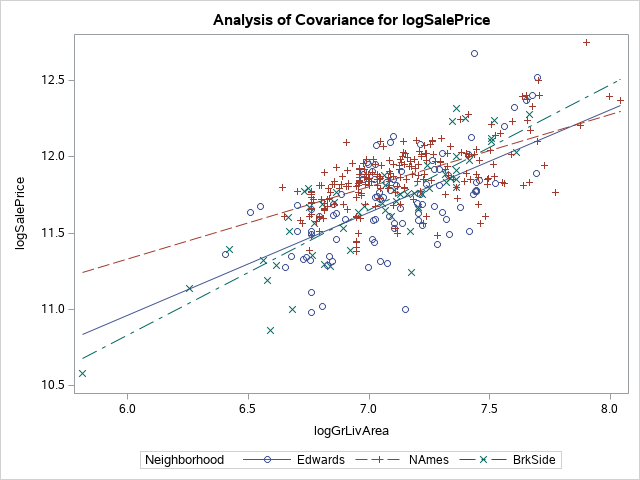 Analysis of Covariance for logSalePrice
12.5
12.0
11.5
11.0
10.5
logSalePrice
6.0 6.5 7.0 7.5 8.0
logGrLivArea
Neighborhood Edwards NAmes BrkSide